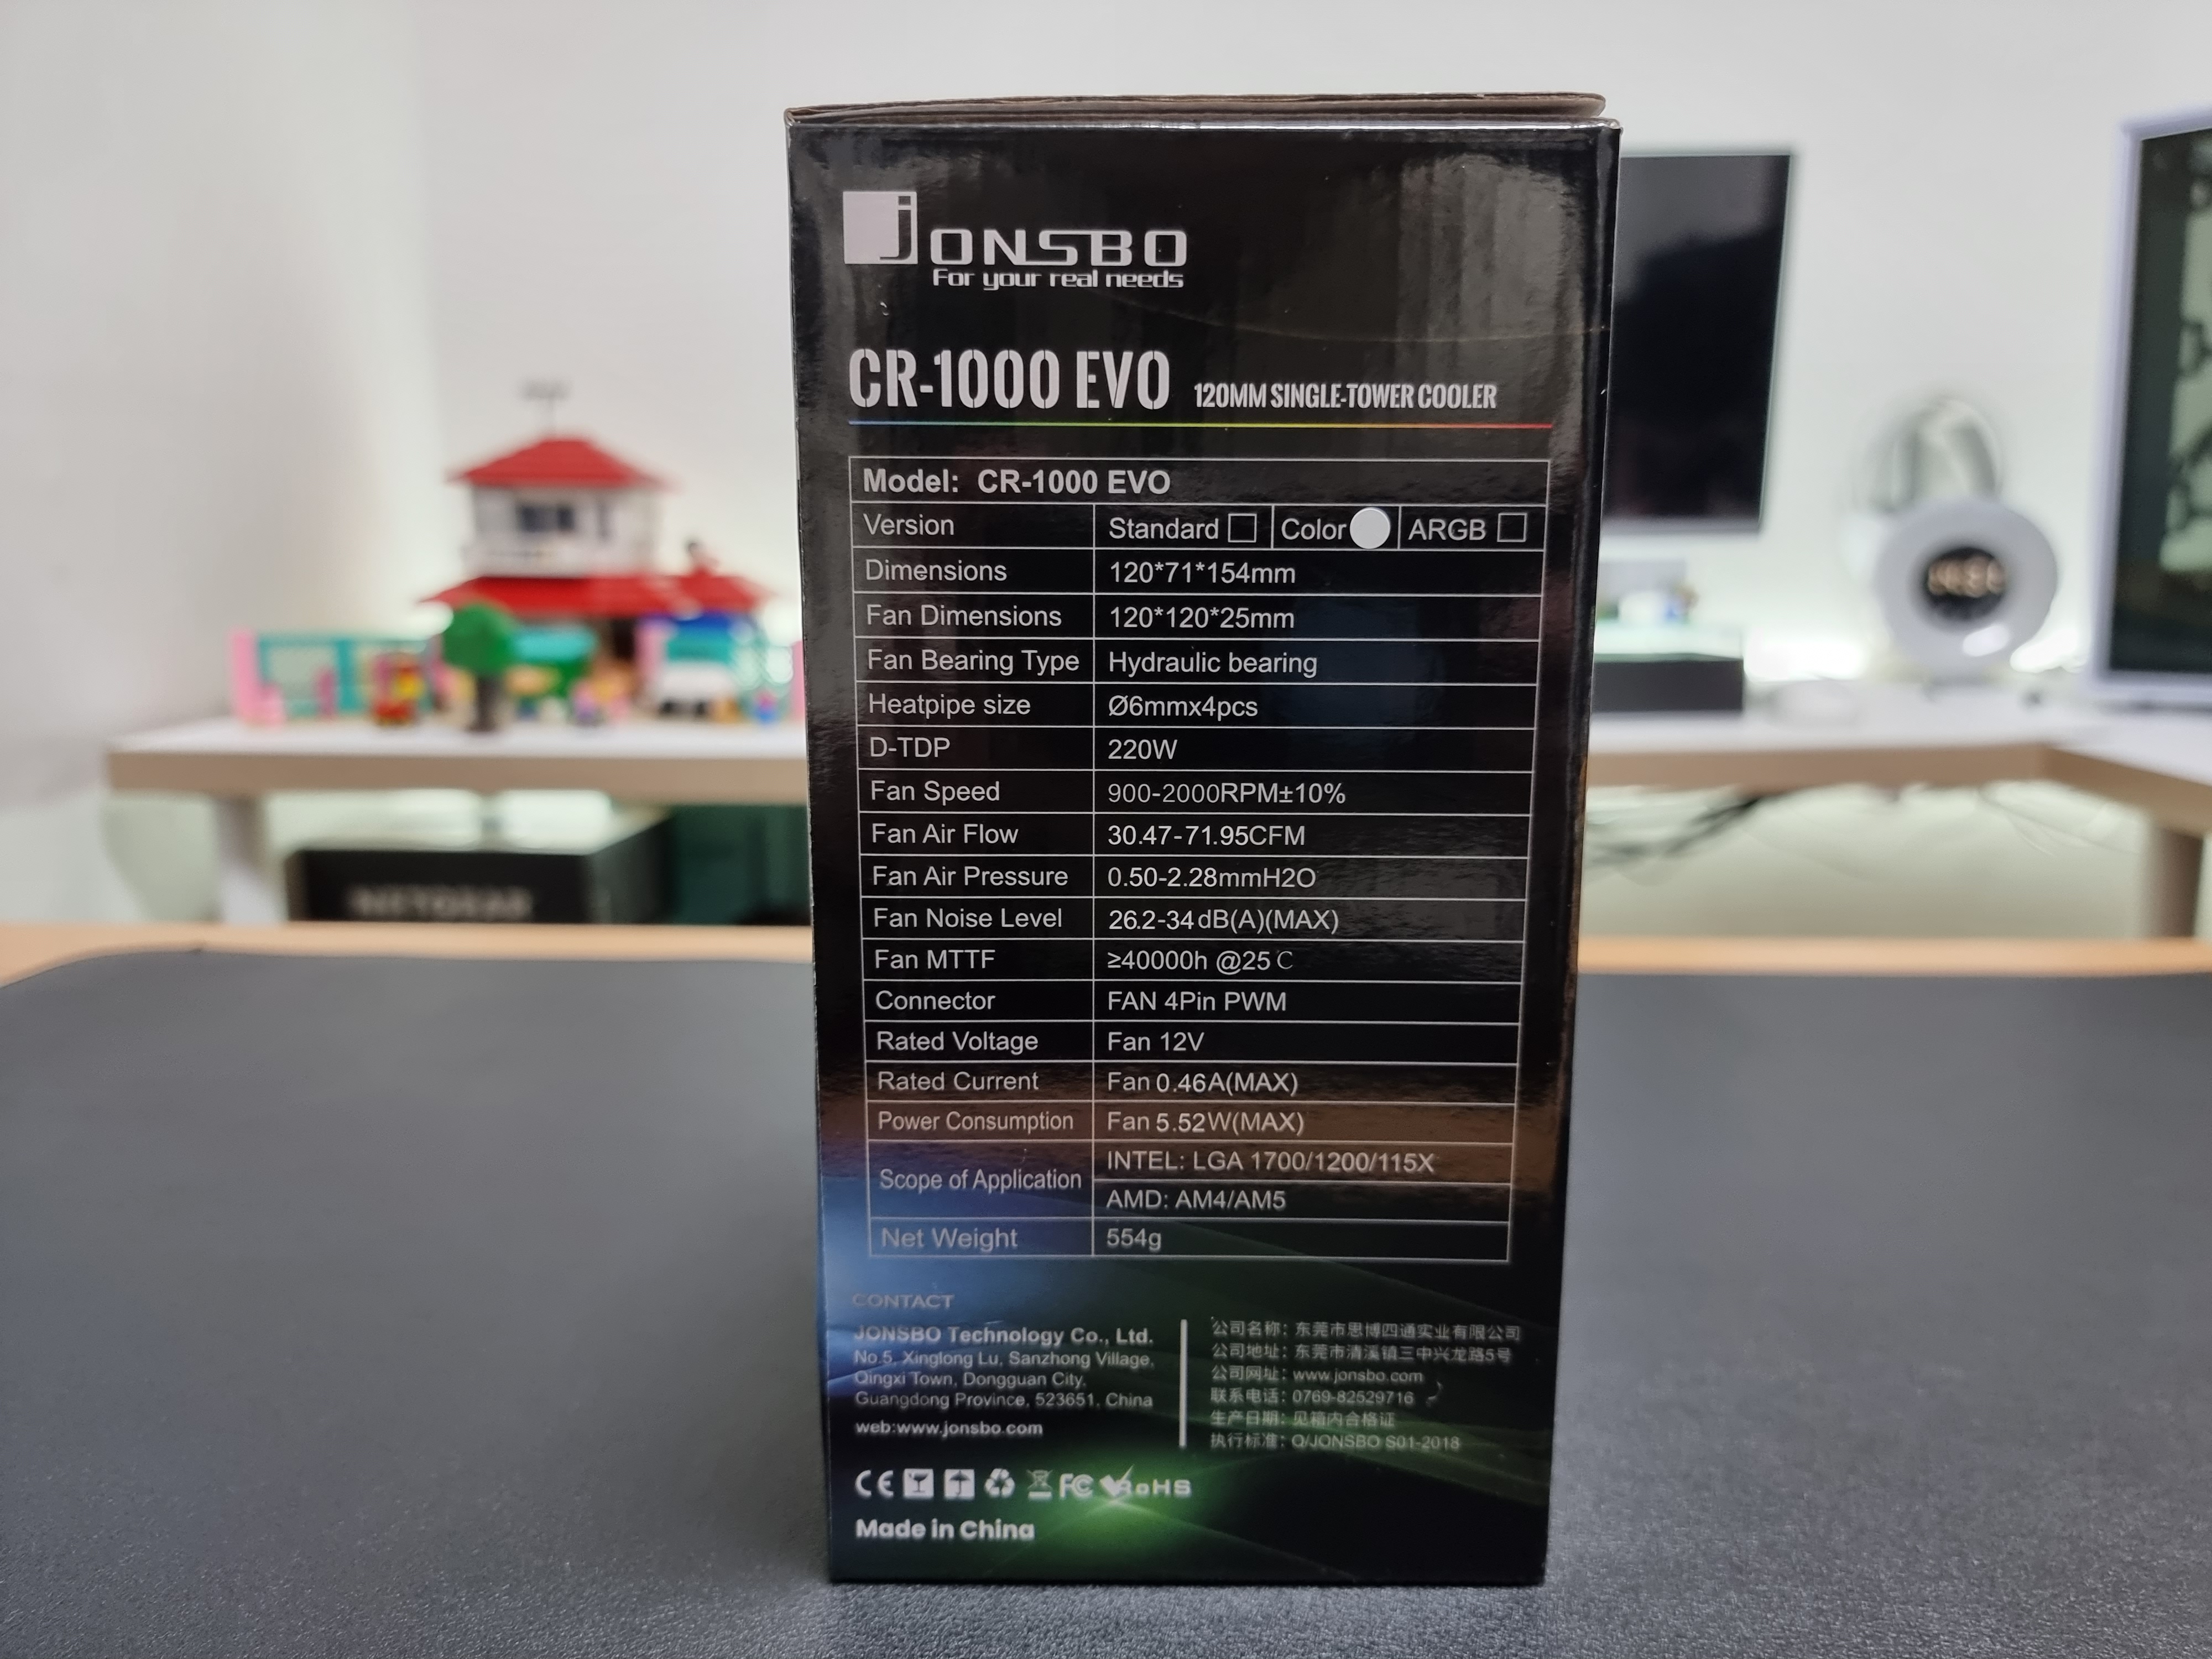 JONSBO
For your real needs
CR-1000 EVO 120MM SINGLE-TOWER COOLER
Model: CR-1000 EVO
Version Standard Color ARGB
Dimensions 120*71*154mm
Fan Dimensions 120*120*25mm
Fan Bearing Type Hydraulic bearing
Heatpipe size Ø6mmx4pcs
D-TDP 220W
Fan Speed 900-2000RPM±10%
Fan Air Flow 30.47-71.95CFM
Fan Air Pressure 0.50-2.28mmH2O
Fan Noise Level 26.2-34dB(A)(MAX)
Fan MTTF ≥40000h @25℃
Connector FAN 4Pin PWM
Rated Voltage Fan 12V
Rated Current Fan 0.46A(MAX)
Power Consumption Fan 5.52W(MAX)
Scope of Application INTEL: LGA 1700/1200/115X
AMD: AM4/AM5
Net Weight 554g
CONTACT
JONSBO Technology Co., Ltd.
No.5, Xinglong Lu, Sanzhong Village,
Qingxi Town, Dongguan City,
Guangdong Province, 523651, China
web:www.jonsbo.com
公司名称：东莞市思博四通实业有限公司
公司地址：东莞市清溪镇三中兴龙路5号
公司网址：www.jonsbo.com
联系电话：0769-82529716
生产日期：见箱内合格证
执行标准：Q/JONSBO S01-2018
CE FC RoHS
Made in China
NETGEAR